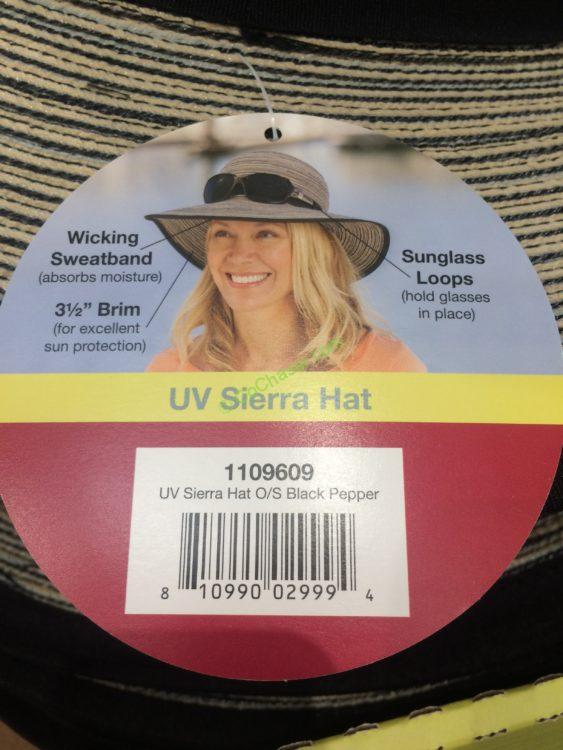 Wicking
Sweatband
(absorbs moisture)
3½” Brim
(for excellent
sun protection)
Sunglass
Loops
(hold glasses
in place)
UV Sierra Hat
1109609
UV Sierra Hat O/S Black Pepper
8 10990 02999 4